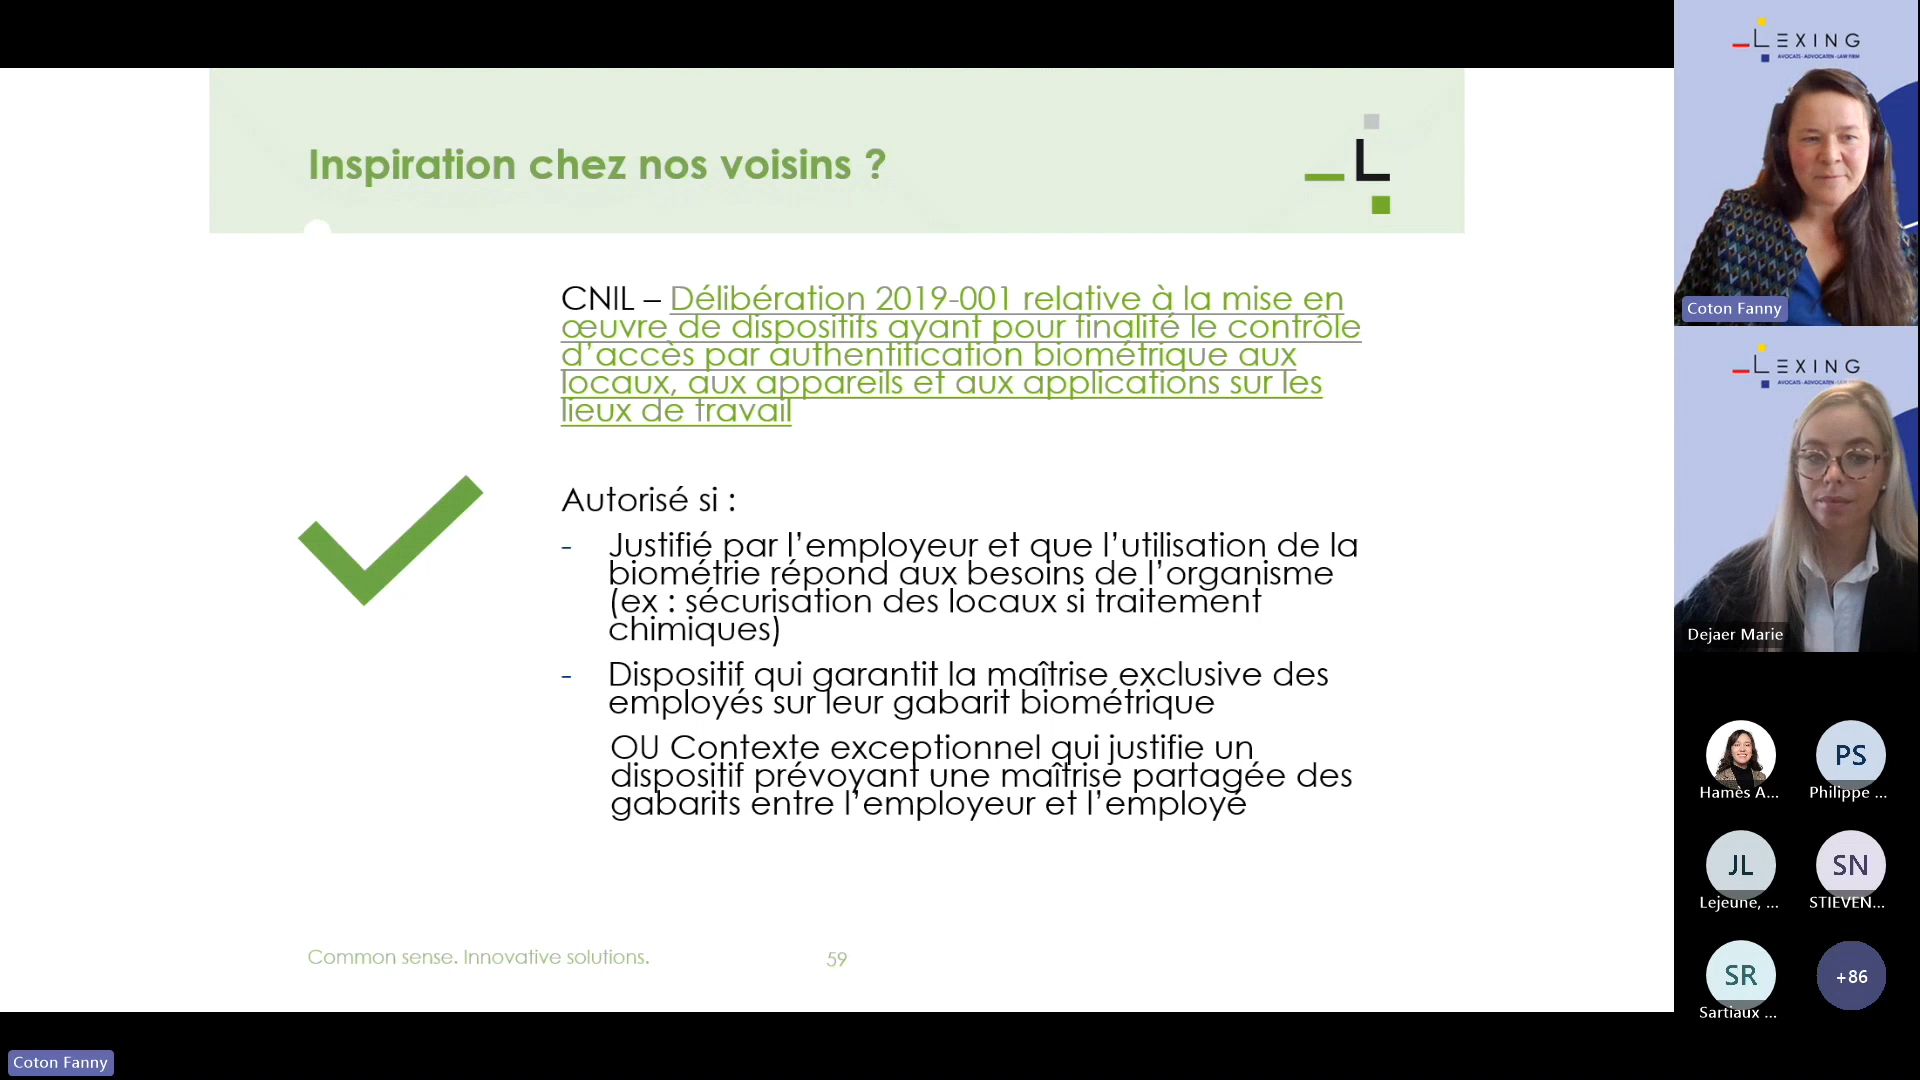 Inspiration chez nos voisins ?
L
CNIL – Délibération 2019-001 relative à la mise en
œuvre de dispositifs ayant pour finalité le contrôle
d’accès par authentification biométrique aux
locaux, aux appareils et aux applications sur les
lieux de travail
Autorisé si :
- Justifié par l’employeur et que l’utilisation de la
biométrie répond aux besoins de l’organisme
(ex : sécurisation des locaux si traitement
chimiques)
- Dispositif qui garantit la maîtrise exclusive des
employés sur leur gabarit biométrique
OU Contexte exceptionnel qui justifie un
dispositif prévoyant une maîtrise partagée des
gabarits entre l’employeur et l’employé
Common sense. Innovative solutions.
59
LEXING
AVOCATS - ADVOCATEN - LAW FIRM
Coton Fanny
LEXING
AVOCATS - ADVOCATEN - LAW FIRM
Dejaer Marie
PS
Hamès A... Philippe ...
JL SN
Lejeune, ... STIEVEN...
SR +86
Sartiaux ...
Coton Fanny